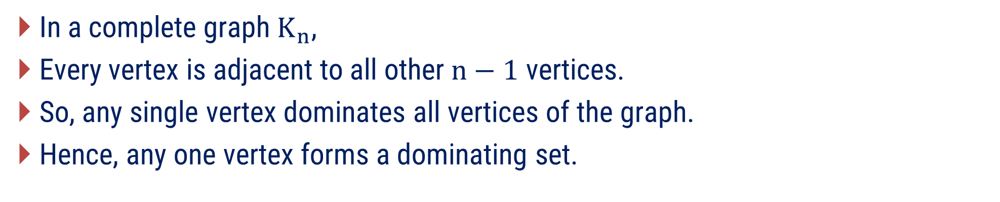 In a complete graph Kₙ,
Every vertex is adjacent to all other n − 1 vertices.
So, any single vertex dominates all vertices of the graph.
Hence, any one vertex forms a dominating set.